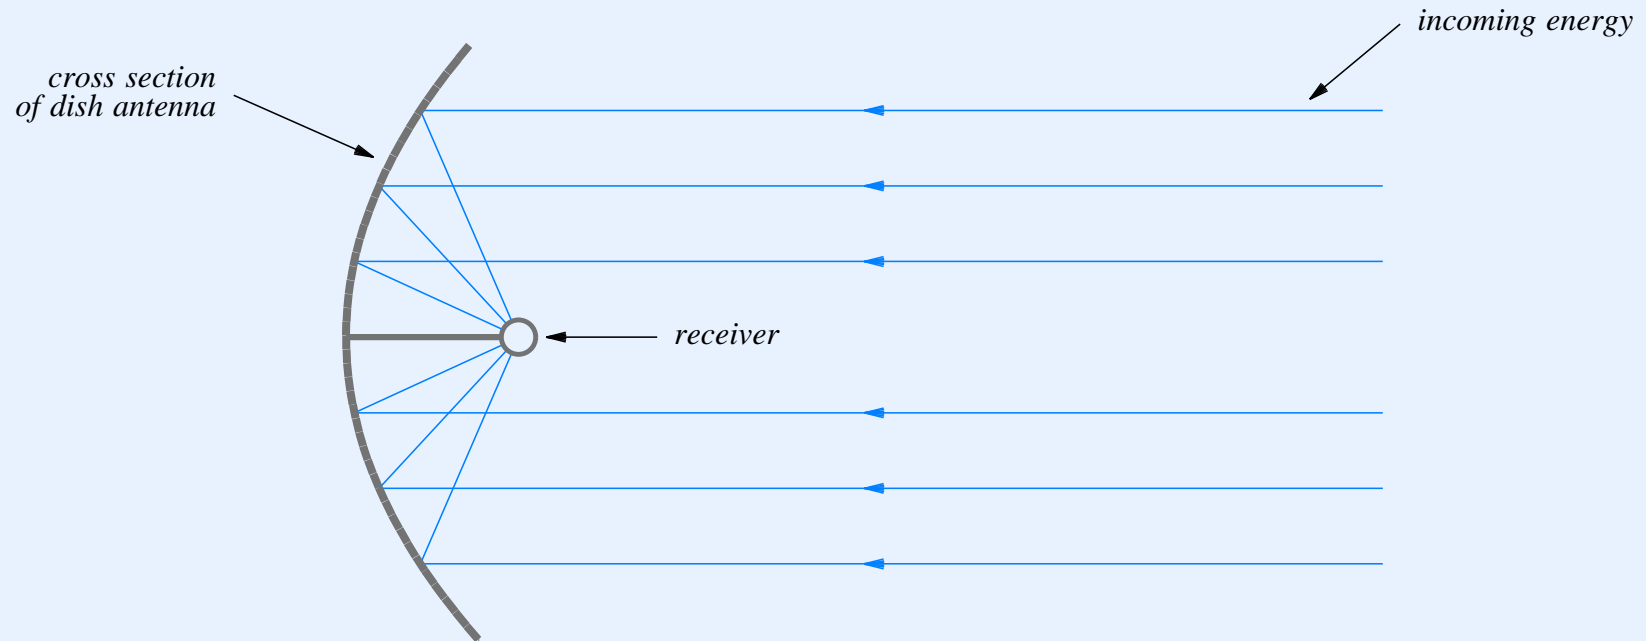 incoming energy
cross section
of dish antenna
receiver